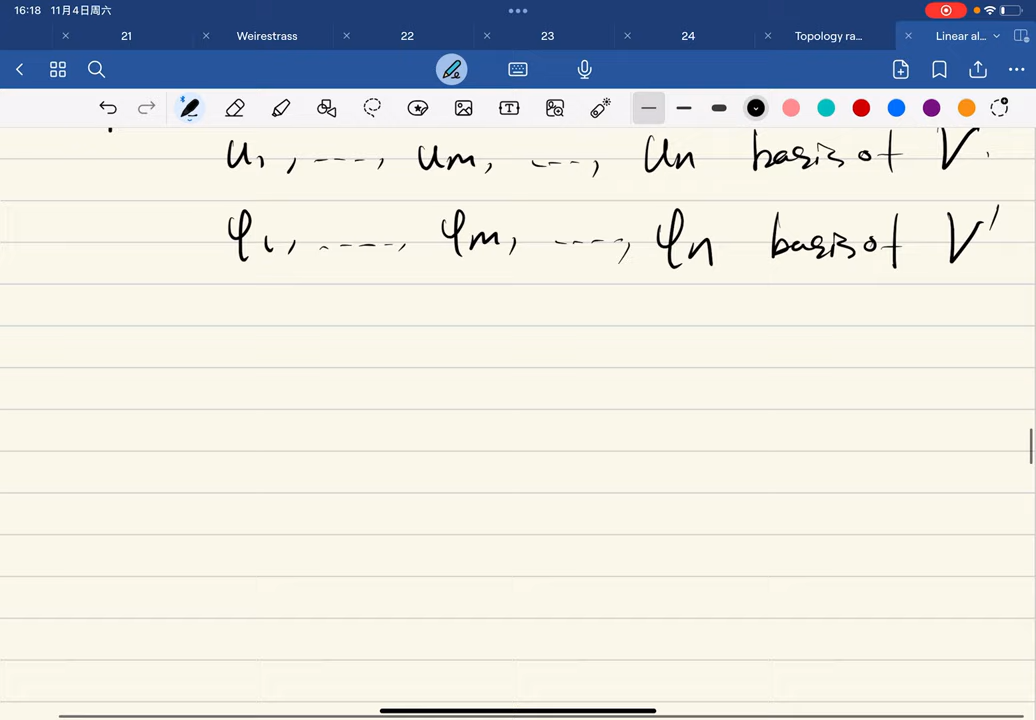 16:18 11月4日周六
21 Weirestrass 22 23 24 Topology ra... Linear al...
u₁, ----, um, ---, un basis of V.
φ₁, ----, φm, ----, φn basis of V'